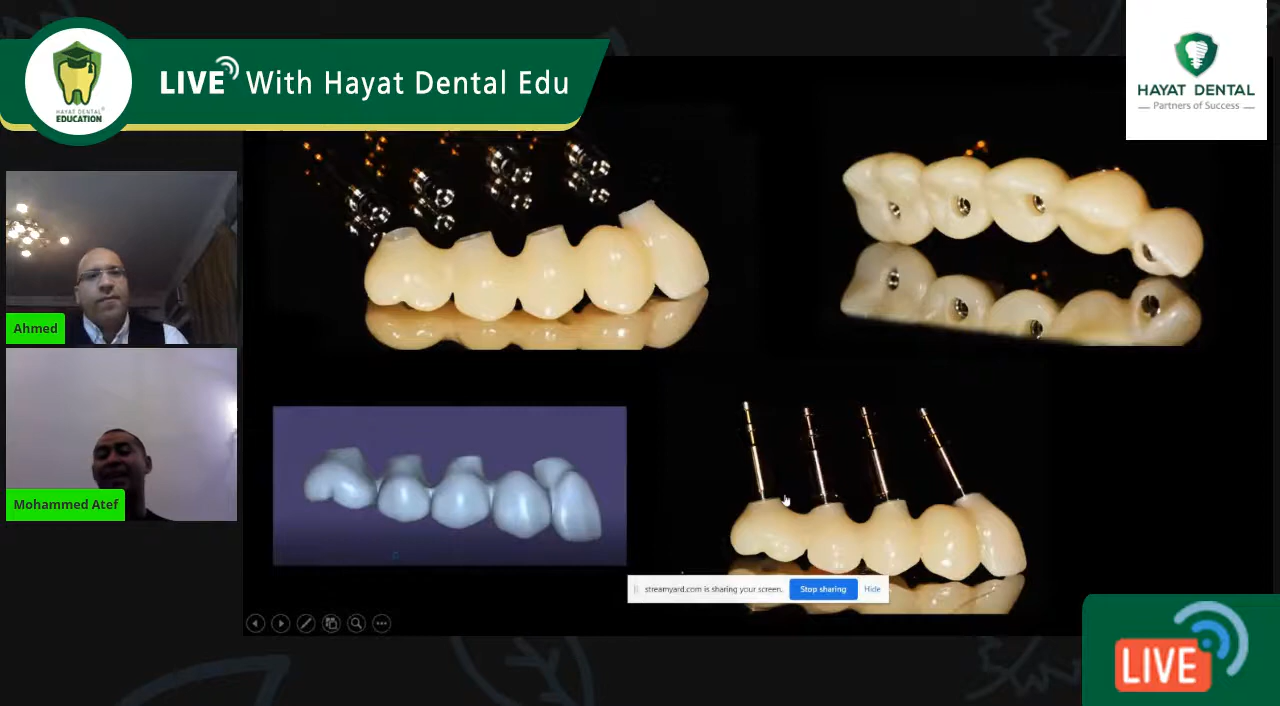 LIVE With Hayat Dental Edu
HAYAT DENTAL
EDUCATION
HAYAT DENTAL
Partners of Success
Ahmed
Mohammed Atef
streamyard.com is sharing your screen.
Stop sharing
Hide
LIVE